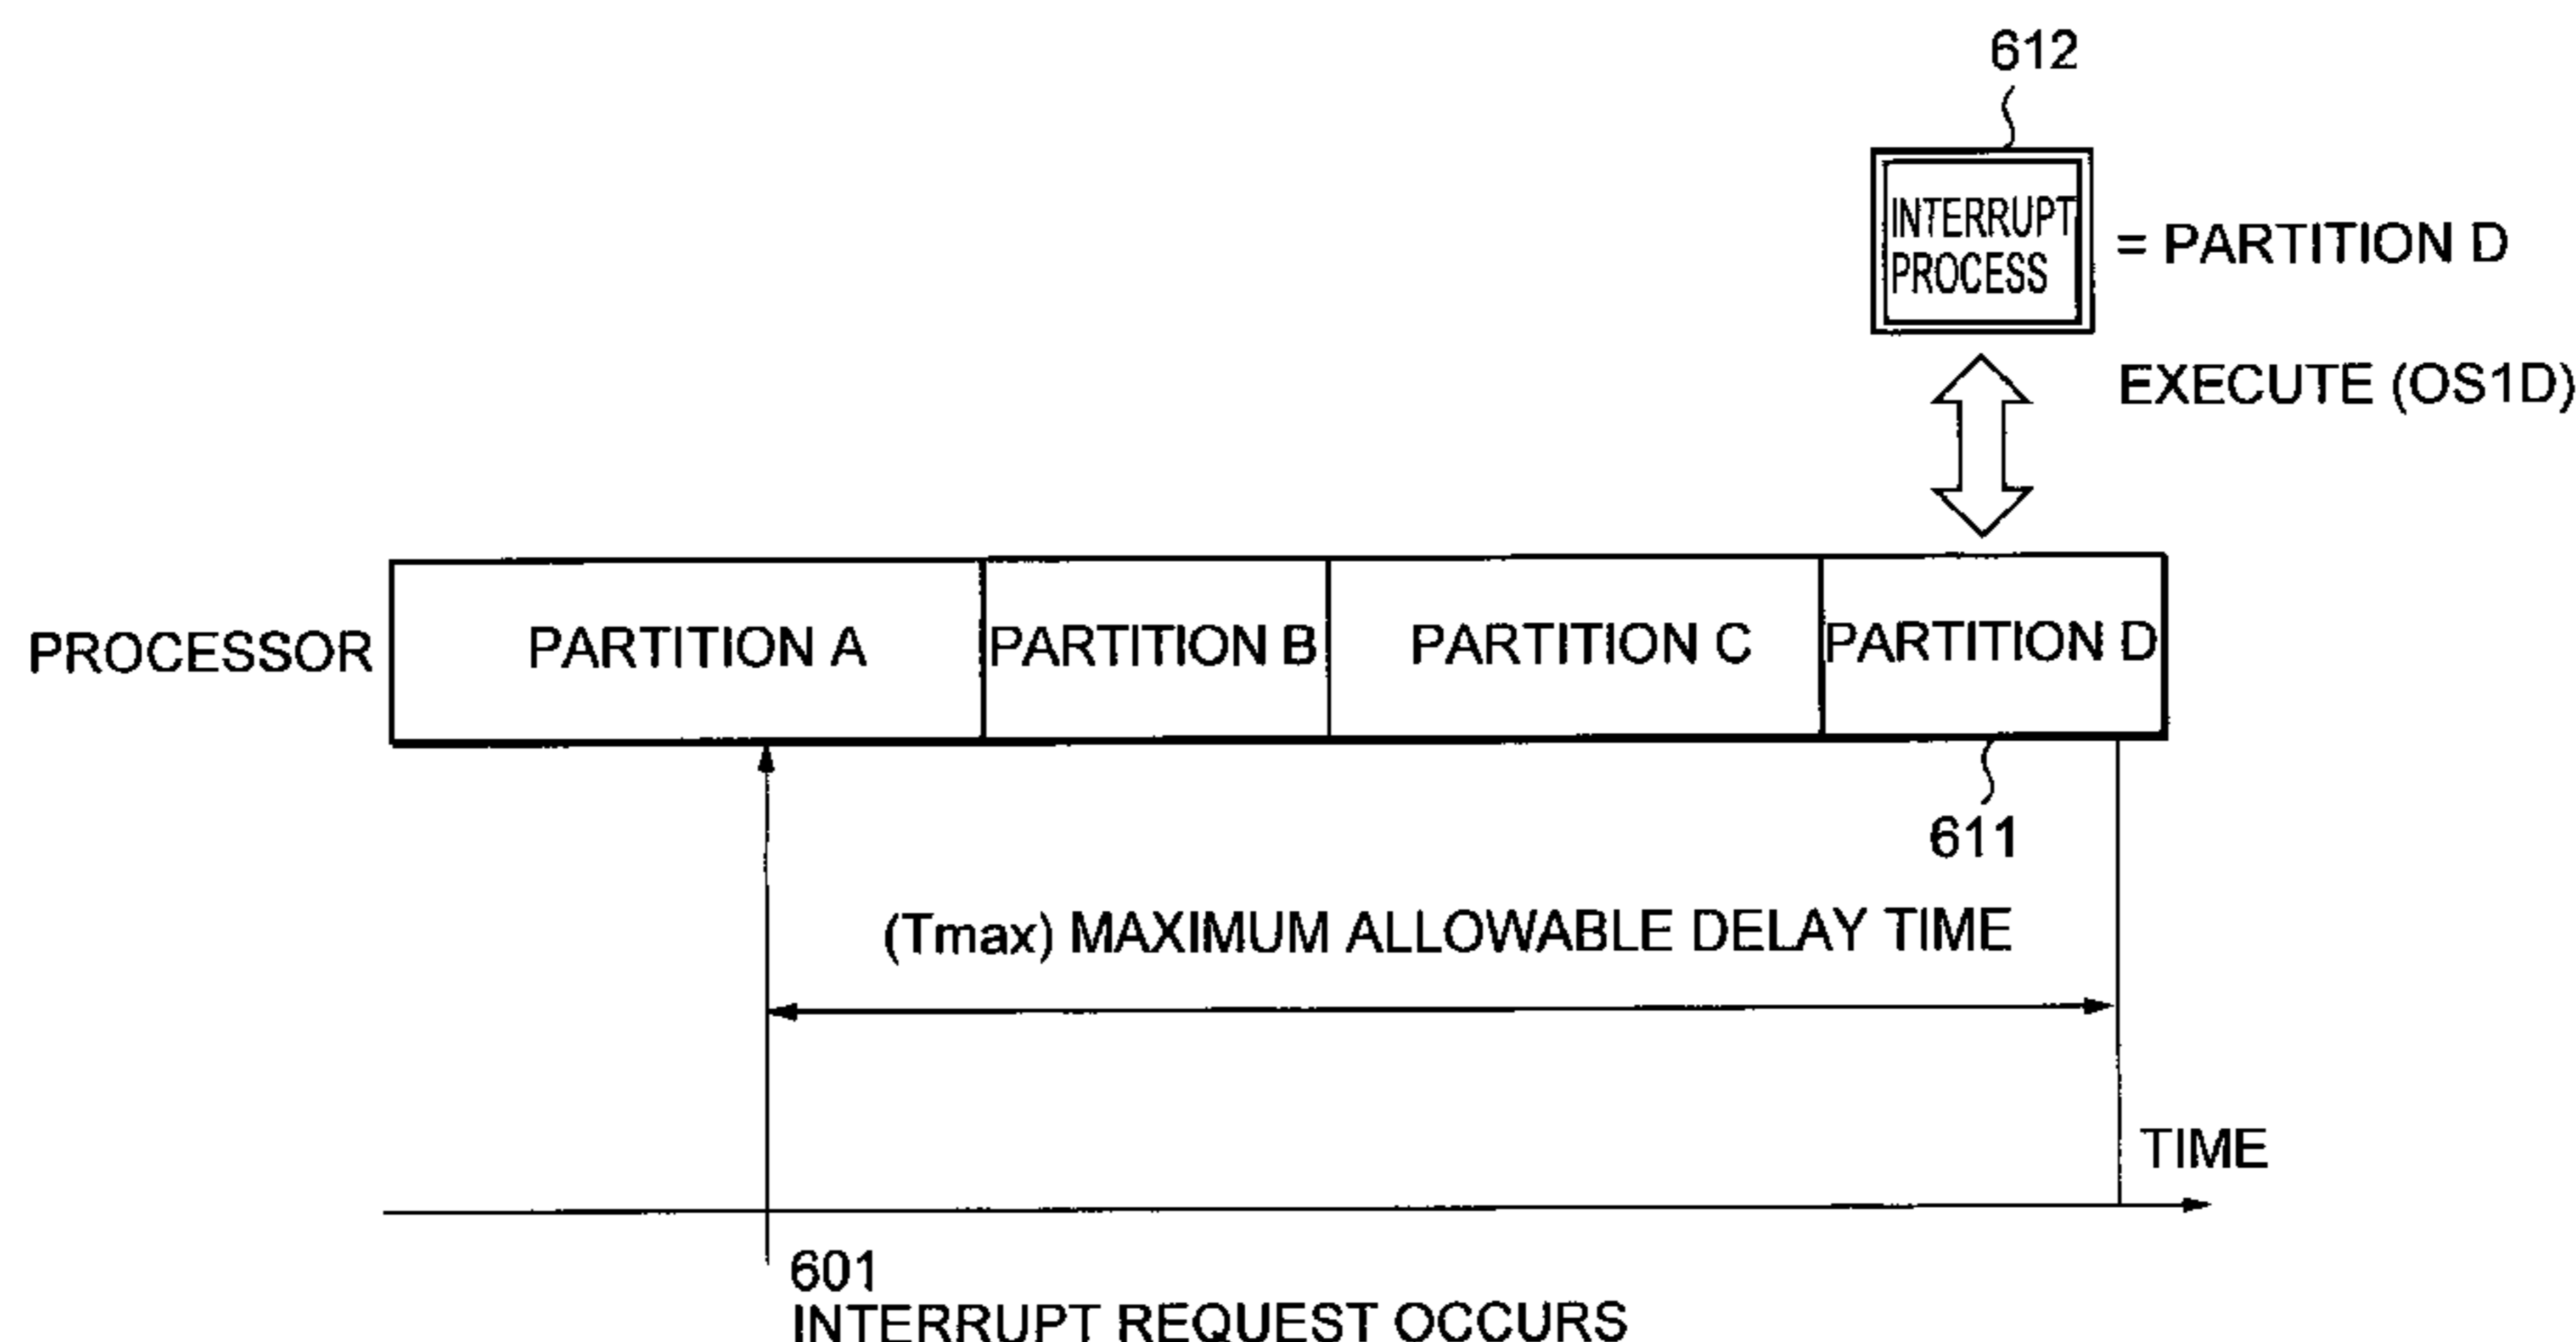 612
INTERRUPT
PROCESS
= PARTITION D
EXECUTE (OS1D)
PROCESSOR
PARTITION A
PARTITION B
PARTITION C
PARTITION D
611
(Tmax) MAXIMUM ALLOWABLE DELAY TIME
TIME
601
INTERRUPT REQUEST OCCURS